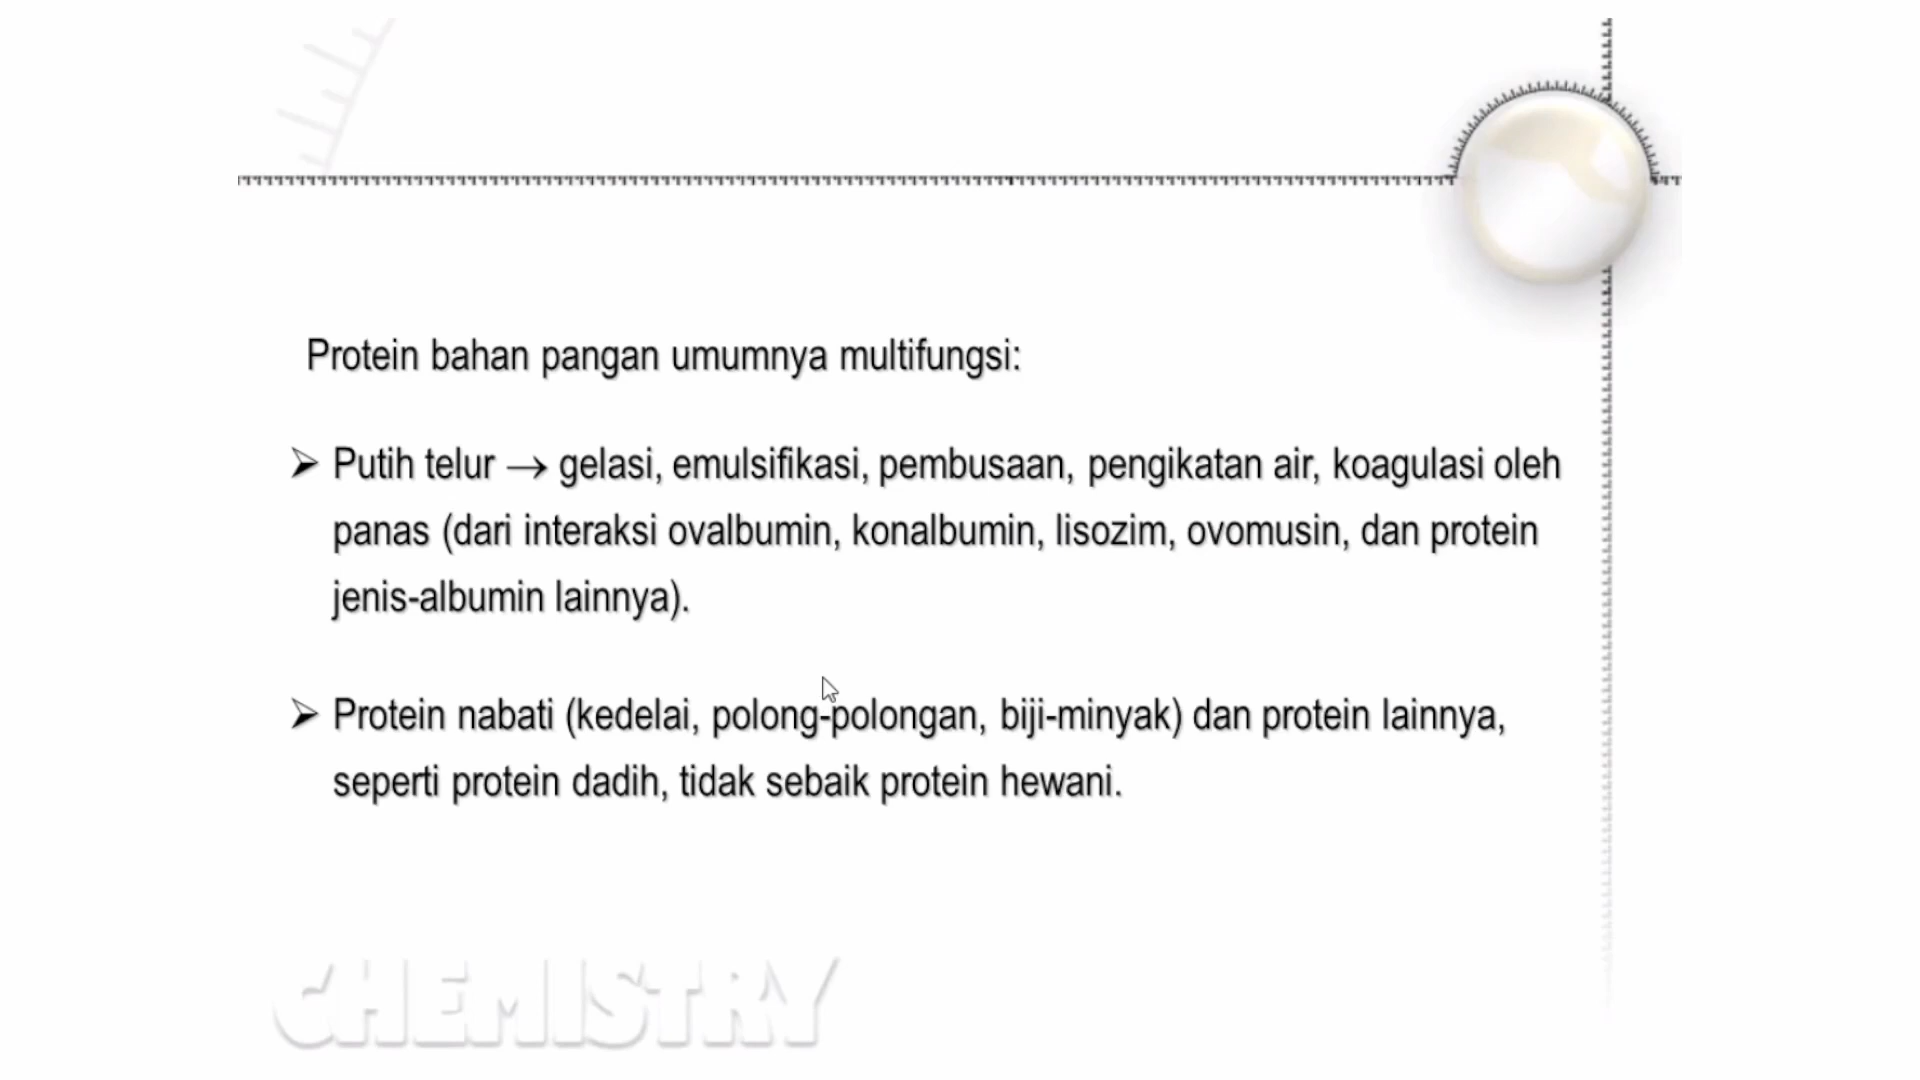 Protein bahan pangan umumnya multifungsi:
➢ Putih telur → gelasi, emulsifikasi, pembusaan, pengikatan air, koagulasi oleh
panas (dari interaksi ovalbumin, konalbumin, lisozim, ovomusin, dan protein
jenis-albumin lainnya).
➢ Protein nabati (kedelai, polong-polongan, biji-minyak) dan protein lainnya,
seperti protein dadih, tidak sebaik protein hewani.
CHEMISTRY